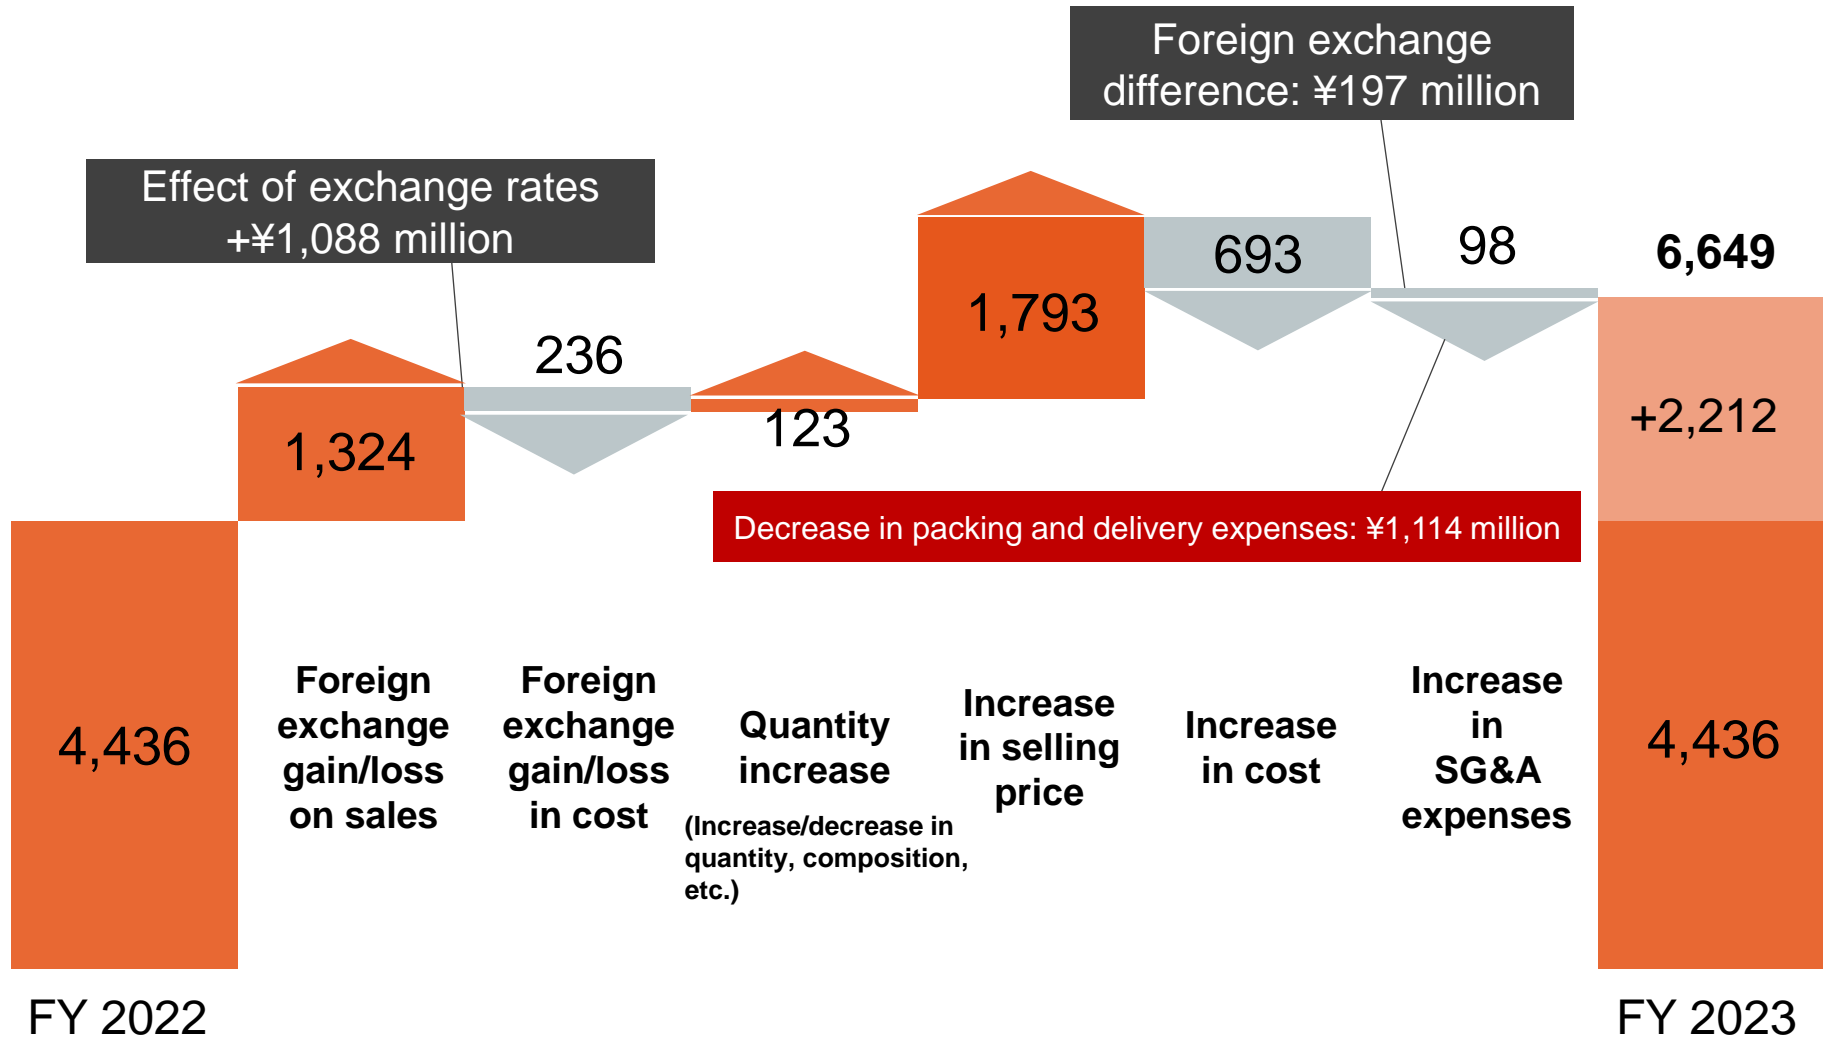 Foreign exchange
difference: ¥197 million
Effect of exchange rates
+¥1,088 million
4,436
1,324
236
123
1,793
693
98
6,649
+2,212
4,436
Decrease in packing and delivery expenses: ¥1,114 million
Foreign
exchange
gain/loss
on sales
Foreign
exchange
gain/loss
in cost
Quantity
increase
(Increase/decrease in
quantity, composition,
etc.)
Increase
in selling
price
Increase
in cost
Increase
in
SG&A
expenses
FY 2022
FY 2023